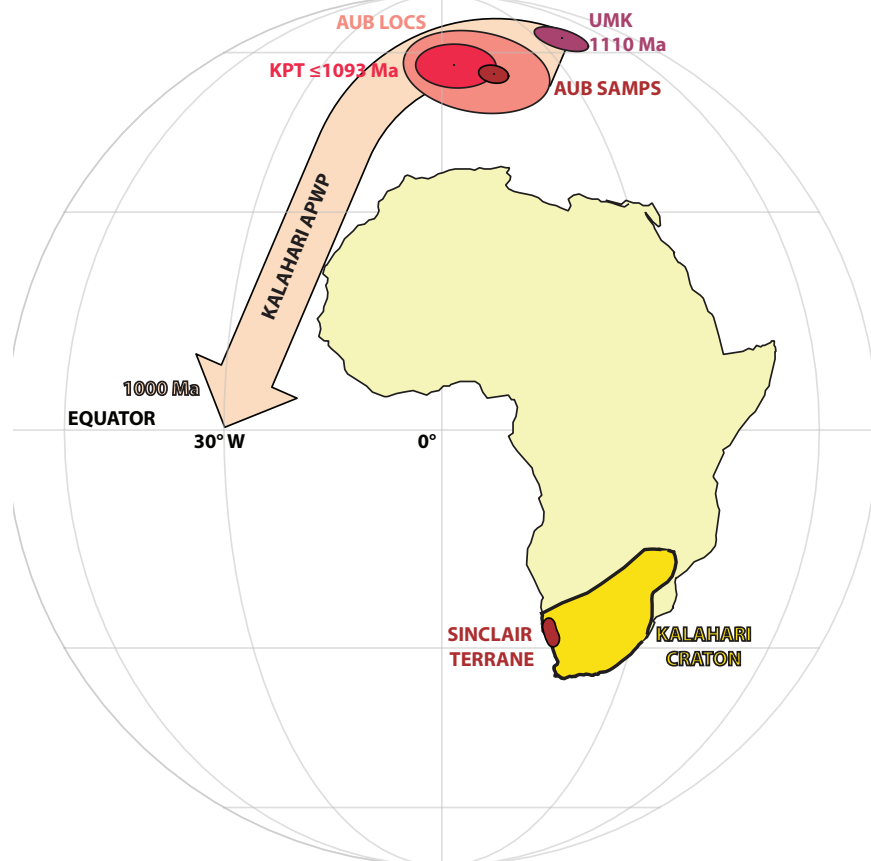 UMK
1110 Ma
AUB LOCS
KPT ≤1093 Ma
AUB SAMPS
KALAHARI APWP
1000 Ma
EQUATOR
30° W
0°
SINCLAIR
TERRANE
KALAHARI
CRATON